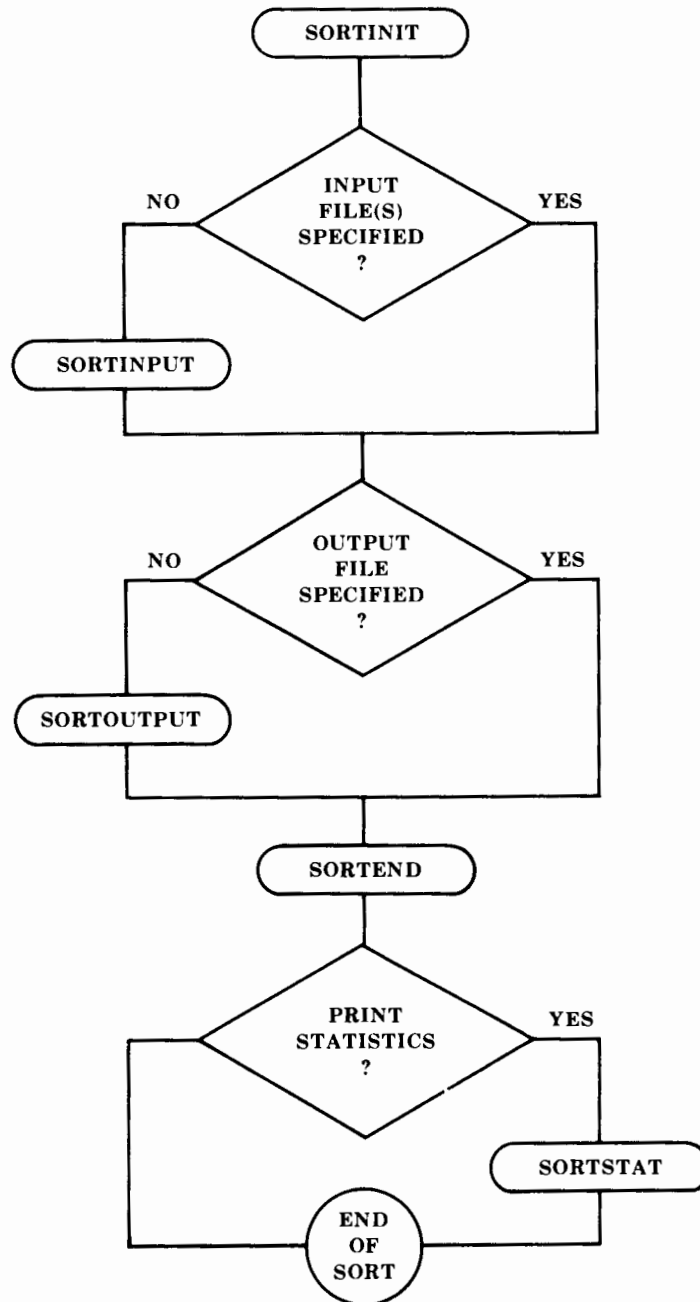 SORTINIT
INPUT
FILE(S)
SPECIFIED
?
NO
YES
SORTINPUT
OUTPUT
FILE
SPECIFIED
?
NO
YES
SORTOUTPUT
SORTEND
PRINT
STATISTICS
?
YES
SORTSTAT
END
OF
SORT